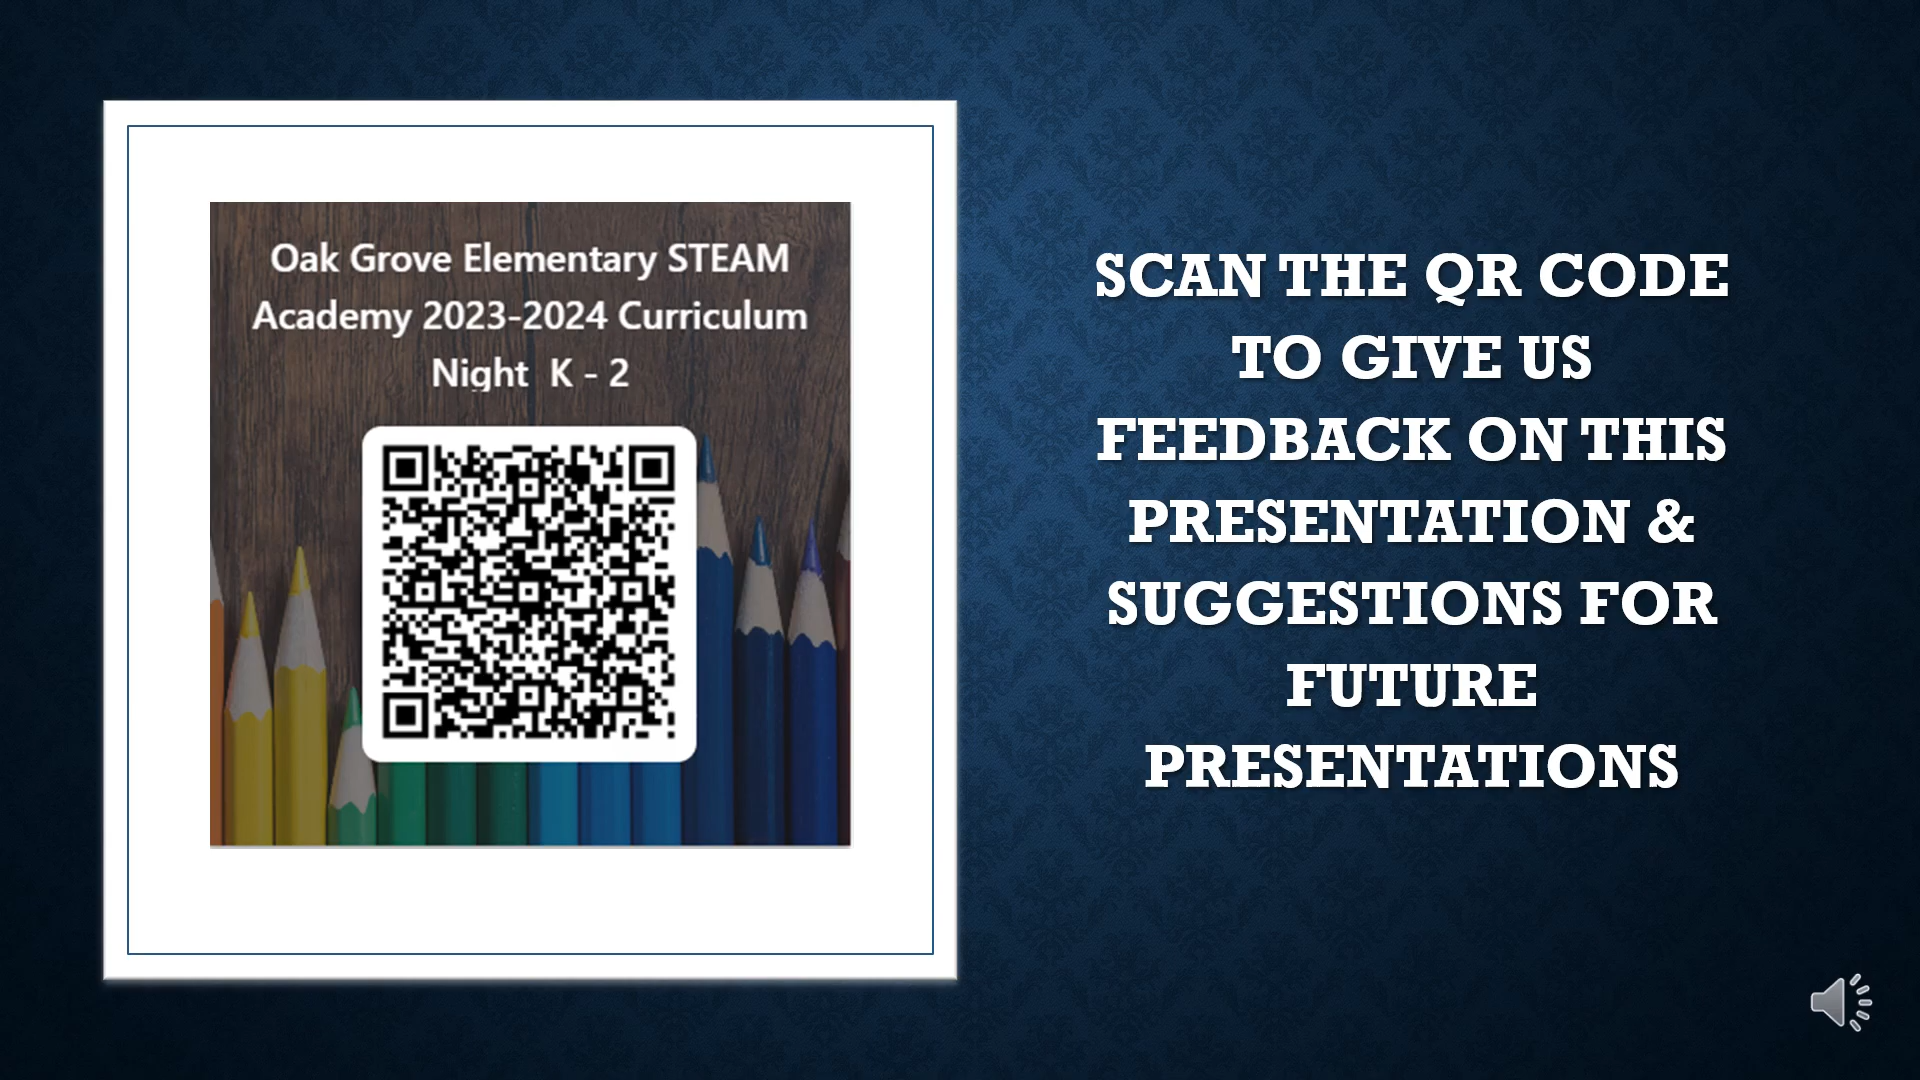 Oak Grove Elementary STEAM
Academy 2023-2024 Curriculum
Night K - 2
SCAN THE QR CODE
TO GIVE US
FEEDBACK ON THIS
PRESENTATION &
SUGGESTIONS FOR
FUTURE
PRESENTATIONS